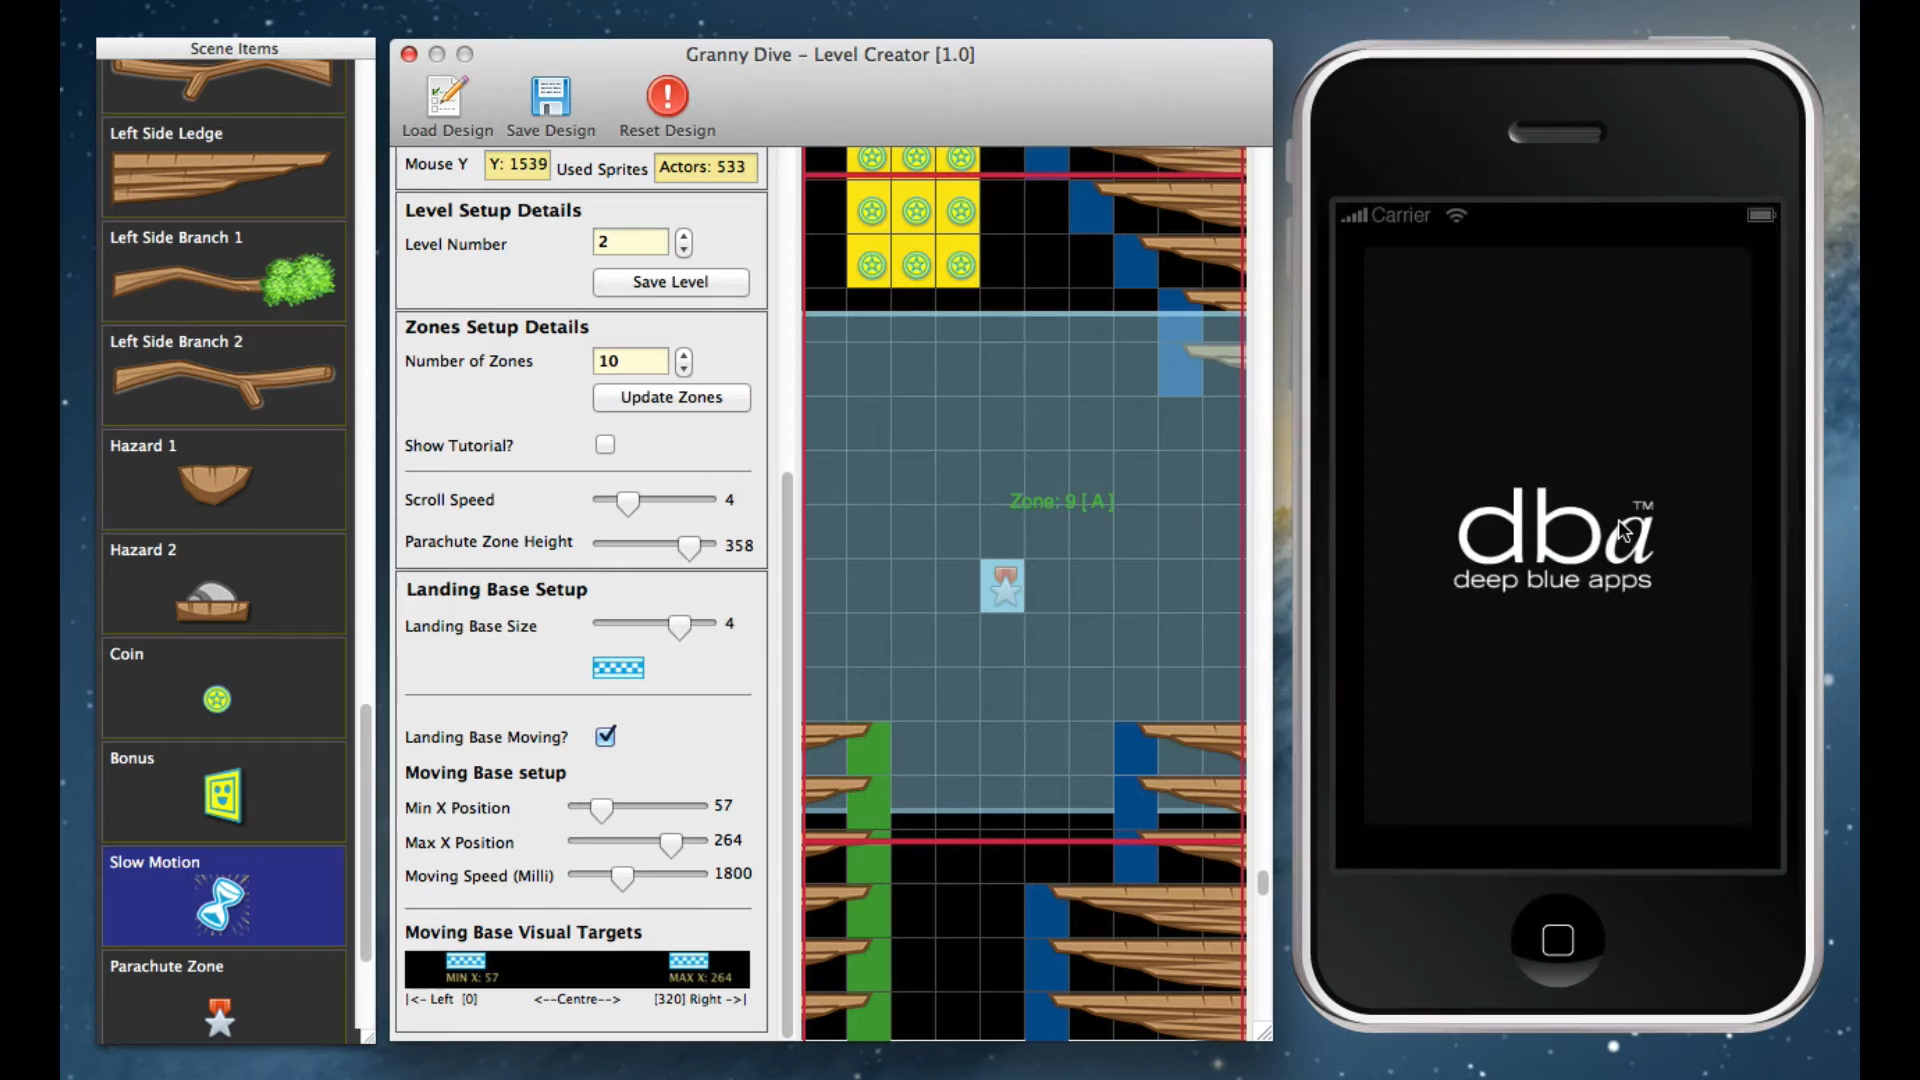 Scene Items
Left Side Ledge
Left Side Branch 1
Left Side Branch 2
Hazard 1
Hazard 2
Coin
Bonus
Slow Motion
Parachute Zone
Granny Dive – Level Creator [1.0]
Load Design Save Design Reset Design
Mouse Y Y: 1539 Used Sprites Actors: 533
Level Setup Details
Level Number 2
Save Level
Zones Setup Details
Number of Zones 10
Update Zones
Show Tutorial?
Scroll Speed 4
Parachute Zone Height 358
Landing Base Setup
Landing Base Size 4
Landing Base Moving?
Moving Base setup
Min X Position 57
Max X Position 264
Moving Speed (Milli) 1800
Moving Base Visual Targets
MIN X: 57 MAX X: 264
|<- Left [0] <--Centre--> [320] Right ->|
Zone: 9 [ A ]
Carrier
dba™
deep blue apps